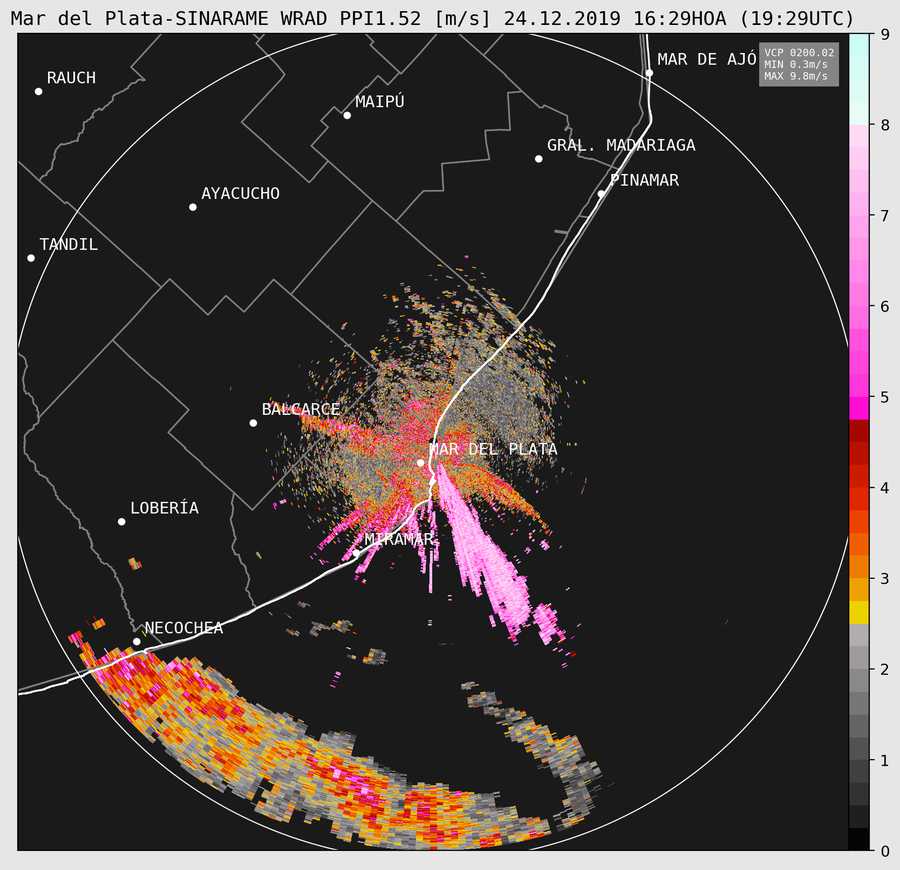 Mar del Plata-SINARAME WRAD PPI1.52 [m/s] 24.12.2019 16:29HOA (19:29UTC)
VCP 0200.02
MIN 0.3m/s
MAX 9.8m/s
MAR DE AJÓ
RAUCH
MAIPÚ
GRAL. MADARIAGA
PINAMAR
AYACUCHO
TANDIL
BALCARCE
MAR DEL PLATA
LOBERÍA
MIRAMAR
NECOCHEA
9
8
7
6
5
4
3
2
1
0